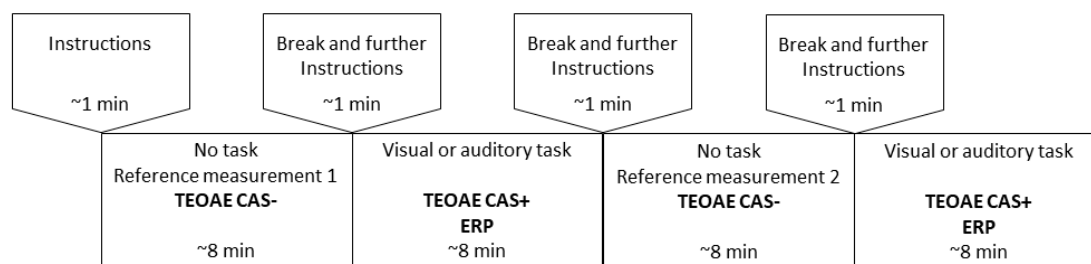 Instructions
~1 min
Break and further
Instructions
~1 min
Break and further
Instructions
~1 min
Break and further
Instructions
~1 min
No task
Reference measurement 1
TEOAE CAS-
~8 min
Visual or auditory task
TEOAE CAS+
ERP
~8 min
No task
Reference measurement 2
TEOAE CAS-
~8 min
Visual or auditory task
TEOAE CAS+
ERP
~8 min